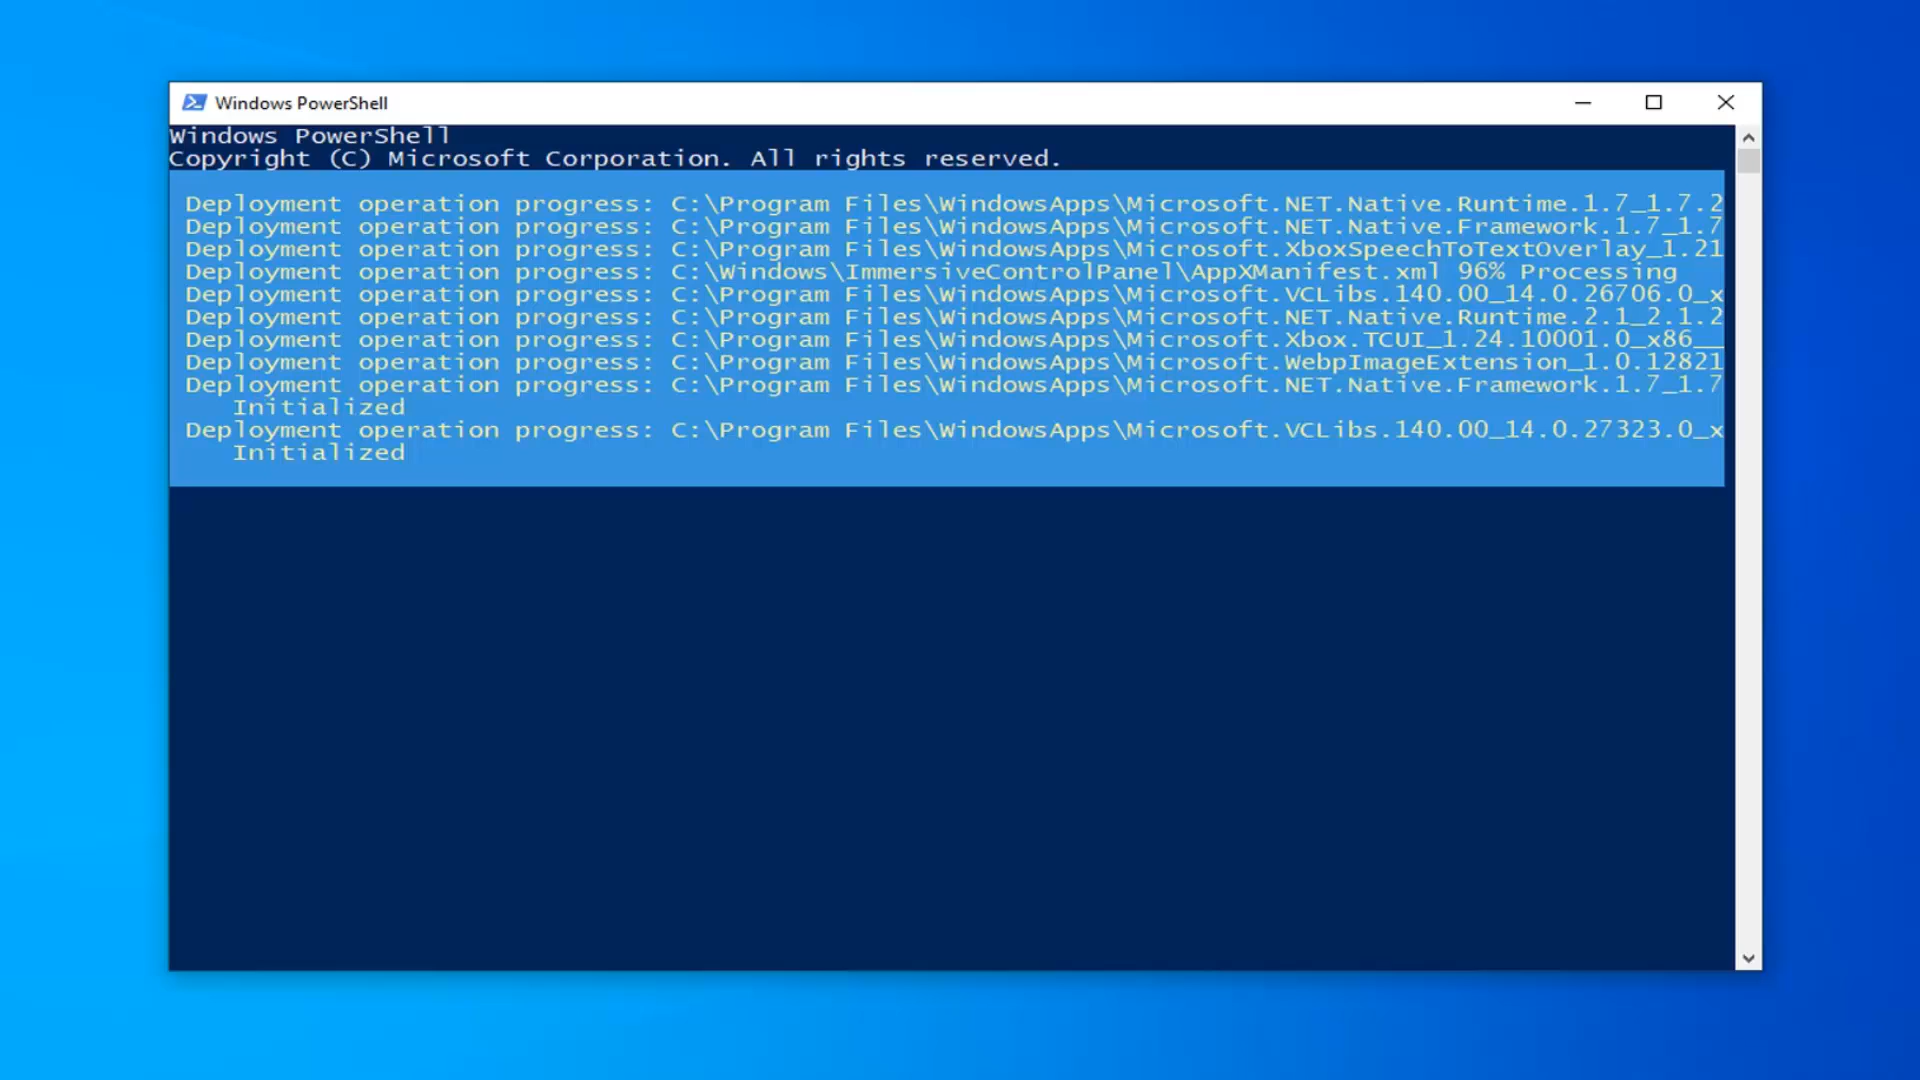 Windows PowerShell
Windows PowerShell
Copyright (C) Microsoft Corporation. All rights reserved.
Deployment operation progress: C:\Program Files\WindowsApps\Microsoft.NET.Native.Runtime.1.7_1.7.2
Deployment operation progress: C:\Program Files\WindowsApps\Microsoft.NET.Native.Framework.1.7_1.7
Deployment operation progress: C:\Program Files\WindowsApps\Microsoft.XboxSpeechToTextOverlay_1.21
Deployment operation progress: C:\Windows\ImmersiveControlPanel\AppXManifest.xml 96% Processing
Deployment operation progress: C:\Program Files\WindowsApps\Microsoft.VCLibs.140.00_14.0.26706.0_x
Deployment operation progress: C:\Program Files\WindowsApps\Microsoft.NET.Native.Runtime.2.1_2.1.2
Deployment operation progress: C:\Program Files\WindowsApps\Microsoft.Xbox.TCUI_1.24.10001.0_x86__
Deployment operation progress: C:\Program Files\WindowsApps\Microsoft.WebpImageExtension_1.0.12821
Deployment operation progress: C:\Program Files\WindowsApps\Microsoft.NET.Native.Framework.1.7_1.7
Initialized
Deployment operation progress: C:\Program Files\WindowsApps\Microsoft.VCLibs.140.00_14.0.27323.0_x
Initialized